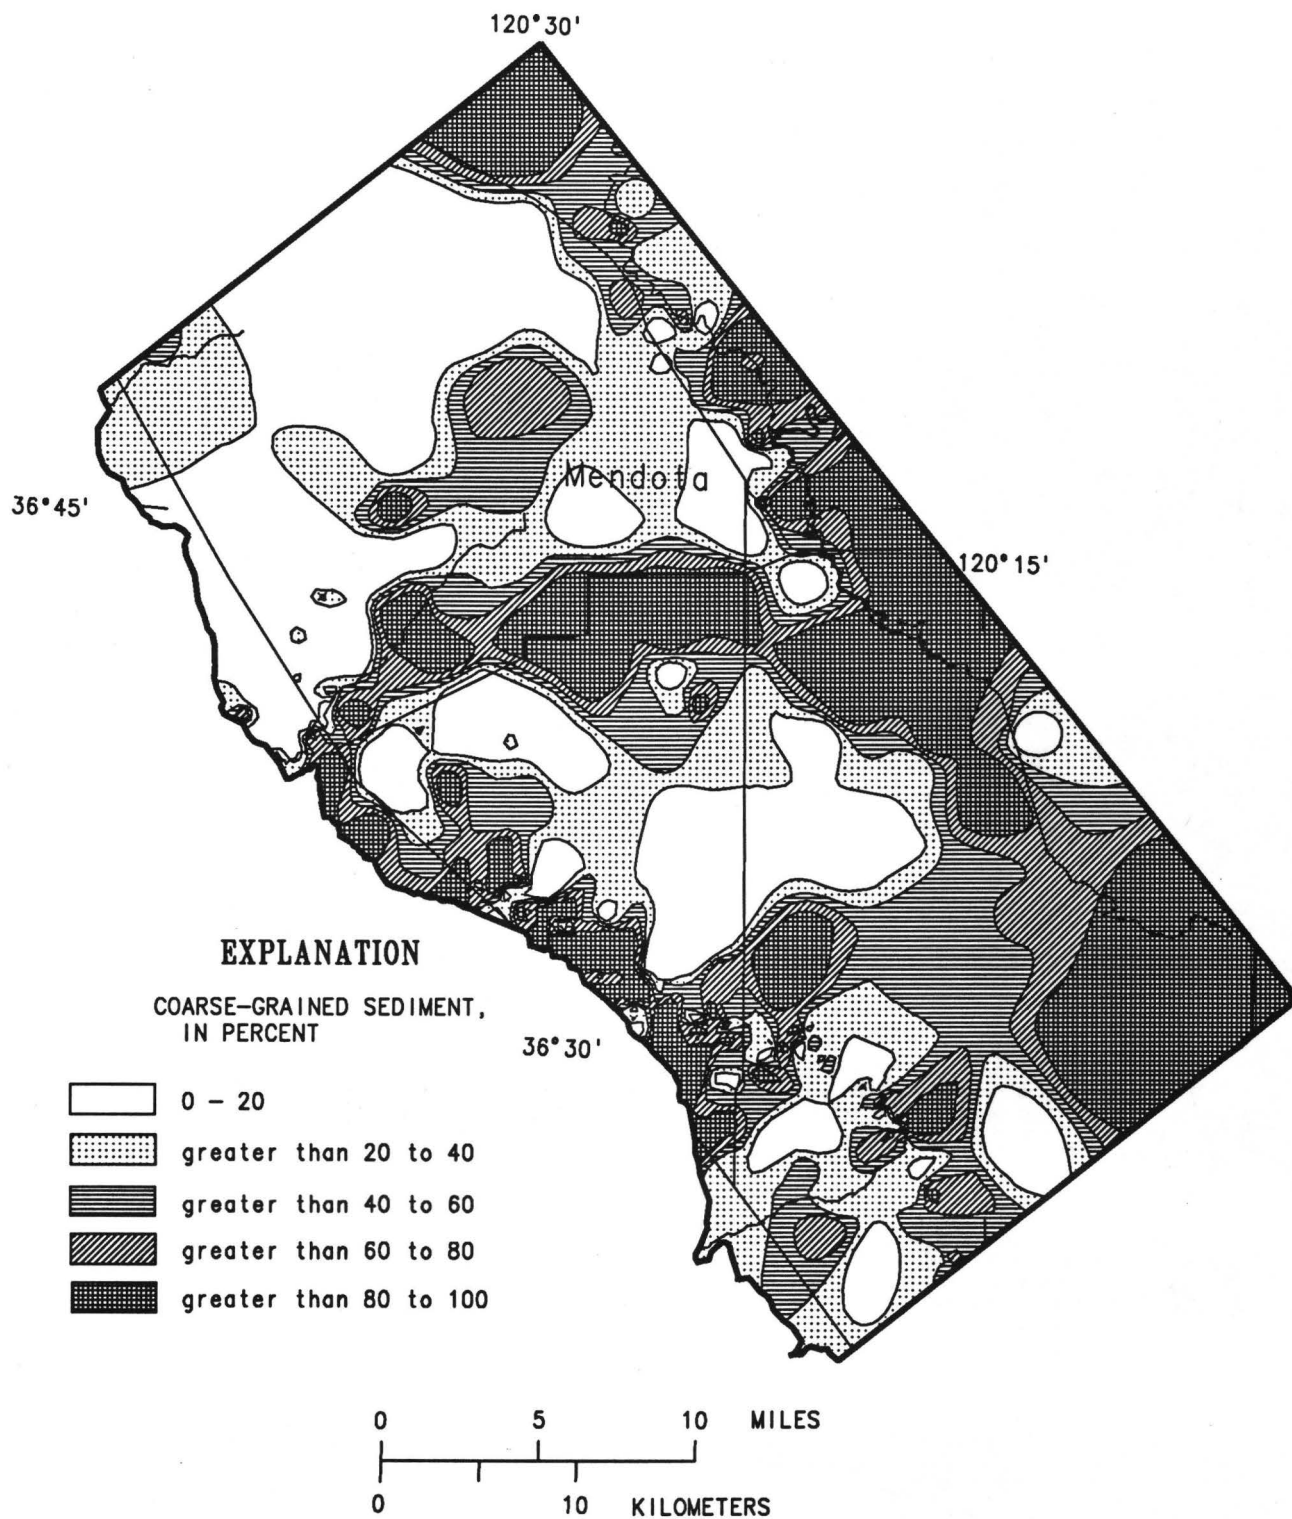 120°30'
Mendota
36°45'
120°15'
EXPLANATION
COARSE–GRAINED SEDIMENT,
IN PERCENT
36°30'
0 – 20
greater than 20 to 40
greater than 40 to 60
greater than 60 to 80
greater than 80 to 100
0 5 10 MILES
0 10 KILOMETERS